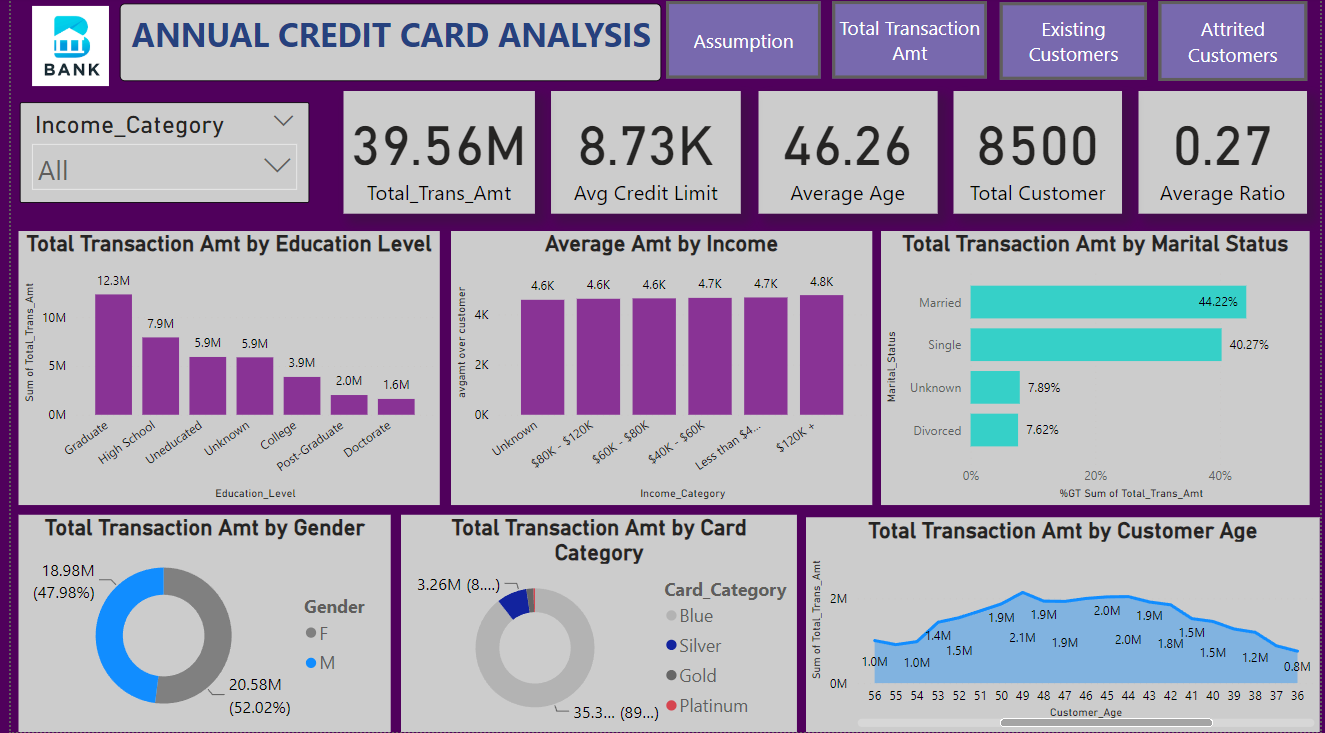 BANK
ANNUAL CREDIT CARD ANALYSIS
Assumption
Total Transaction
Amt
Existing
Customers
Attrited
Customers
Income_Category
All
39.56M
Total_Trans_Amt
8.73K
Avg Credit Limit
46.26
Average Age
8500
Total Customer
0.27
Average Ratio
Total Transaction Amt by Education Level
Sum of Total_Trans_Amt
10M
5M
0M
12.3M
7.9M
5.9M
5.9M
3.9M
2.0M
1.6M
Graduate
High School
Uneducated
Unknown
College
Post-Graduate
Doctorate
Education_Level
Average Amt by Income
avgamt over customer
4K
2K
0K
4.6K
4.6K
4.6K
4.7K
4.7K
4.8K
Unknown
$80K - $120K
$60K - $80K
$40K - $60K
Less than $4...
$120K +
Income_Category
Total Transaction Amt by Marital Status
Marital_Status
Married
44.22%
Single
40.27%
Unknown
7.89%
Divorced
7.62%
0%
20%
40%
%GT Sum of Total_Trans_Amt
Total Transaction Amt by Gender
18.98M
(47.98%)
20.58M
(52.02%)
Gender
F
M
Total Transaction Amt by Card
Category
3.26M (8....)
35.3... (89...)
Card_Category
Blue
Silver
Gold
Platinum
Total Transaction Amt by Customer Age
Sum of Total_Trans_Amt
2M
0M
1.0M
1.0M
1.4M
1.5M
1.9M
2.1M
1.9M
1.9M
2.0M
2.0M
1.9M
1.8M
1.5M
1.5M
1.2M
0.8M
56 55 54 53 52 51 50 49 48 47 46 45 44 43 42 41 40 39 38 37 36
Customer_Age